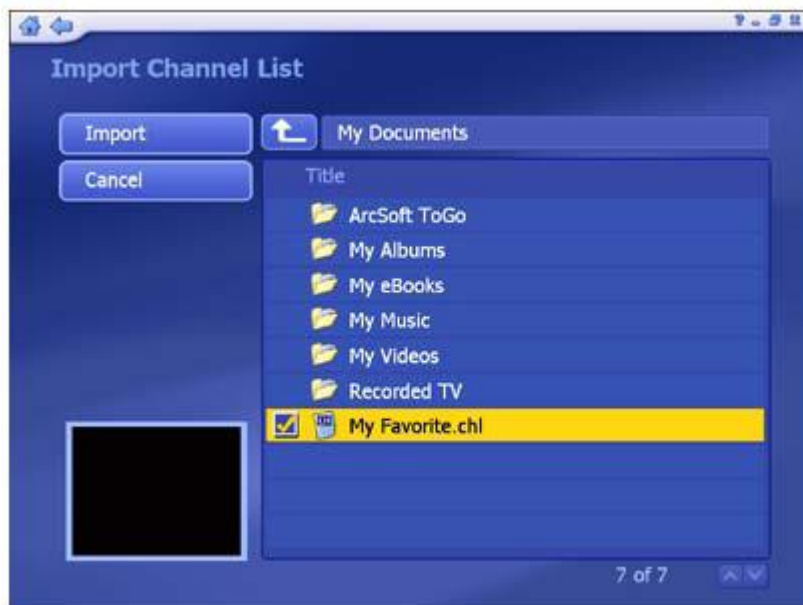 Import Channel List
Import
My Documents
Cancel
Title
ArcSoft ToGo
My Albums
My eBooks
My Music
My Videos
Recorded TV
My Favorite.chl
7 of 7